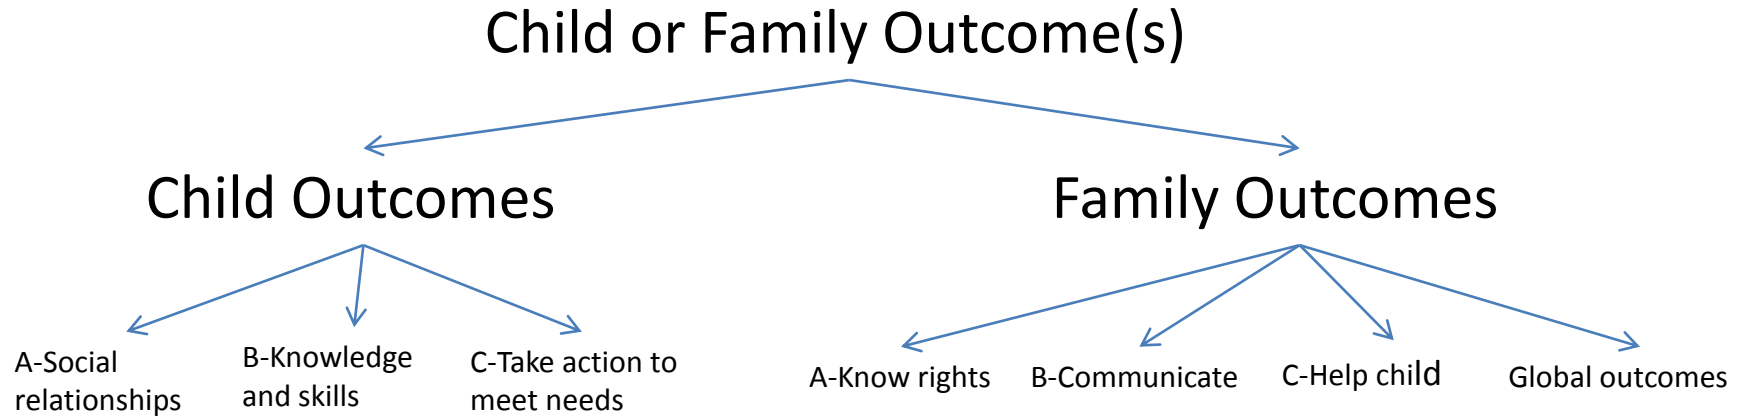 Child or Family Outcome(s)
Child Outcomes
Family Outcomes
A-Social
relationships
B-Knowledge
and skills
C-Take action to
meet needs
A-Know rights
B-Communicate
C-Help child
Global outcomes